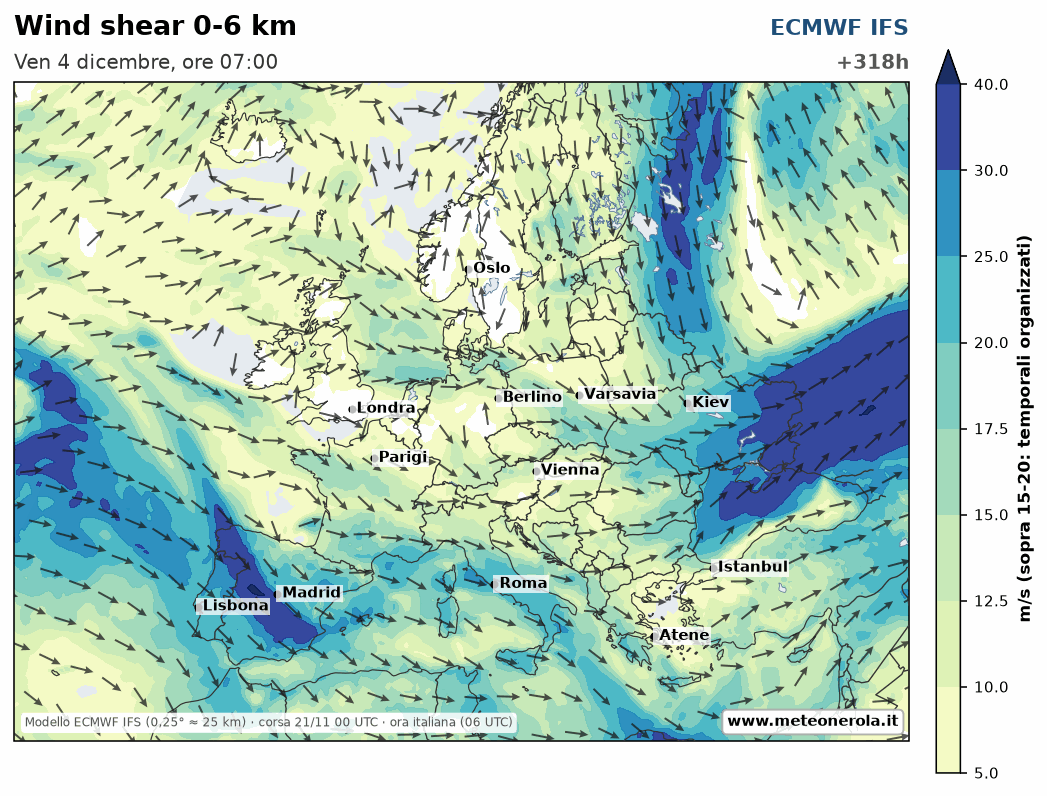 Wind shear 0-6 km
ECMWF IFS
Ven 4 dicembre, ore 07:00
+318h
40.0
30.0
25.0
20.0
17.5
15.0
12.5
10.0
5.0
m/s (sopra 15-20: temporali organizzati)
Oslo
Berlino
Varsavia
Kiev
Londra
Parigi
Vienna
Istanbul
Roma
Madrid
Lisbona
Atene
Modello ECMWF IFS (0,25° ≈ 25 km) · corsa 21/11 00 UTC · ora italiana (06 UTC)
www.meteonerola.it